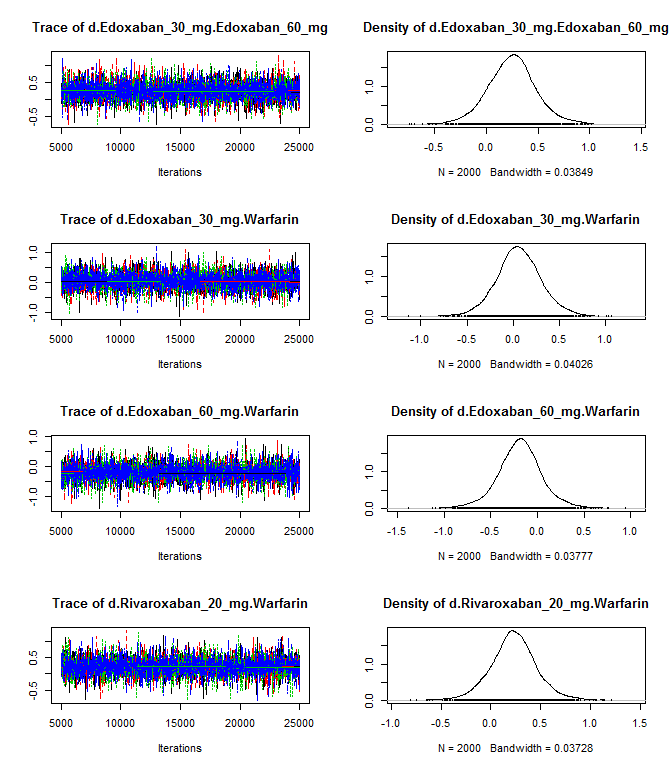 Trace of d.Edoxaban_30_mg.Edoxaban_60_mg
0.5
-0.5
5000 10000 15000 20000 25000
Iterations
Density of d.Edoxaban_30_mg.Edoxaban_60_mg
1.0
0.0
-0.5 0.0 0.5 1.0 1.5
N = 2000 Bandwidth = 0.03849
Trace of d.Edoxaban_30_mg.Warfarin
1.0
0.0
-1.0
5000 10000 15000 20000 25000
Iterations
Density of d.Edoxaban_30_mg.Warfarin
1.0
0.0
-1.0 -0.5 0.0 0.5 1.0
N = 2000 Bandwidth = 0.04026
Trace of d.Edoxaban_60_mg.Warfarin
1.0
0.0
-1.0
5000 10000 15000 20000 25000
Iterations
Density of d.Edoxaban_60_mg.Warfarin
1.0
0.0
-1.5 -1.0 -0.5 0.0 0.5 1.0
N = 2000 Bandwidth = 0.03777
Trace of d.Rivaroxaban_20_mg.Warfarin
0.5
-0.5
5000 10000 15000 20000 25000
Iterations
Density of d.Rivaroxaban_20_mg.Warfarin
1.0
0.0
-1.0 -0.5 0.0 0.5 1.0 1.5
N = 2000 Bandwidth = 0.03728